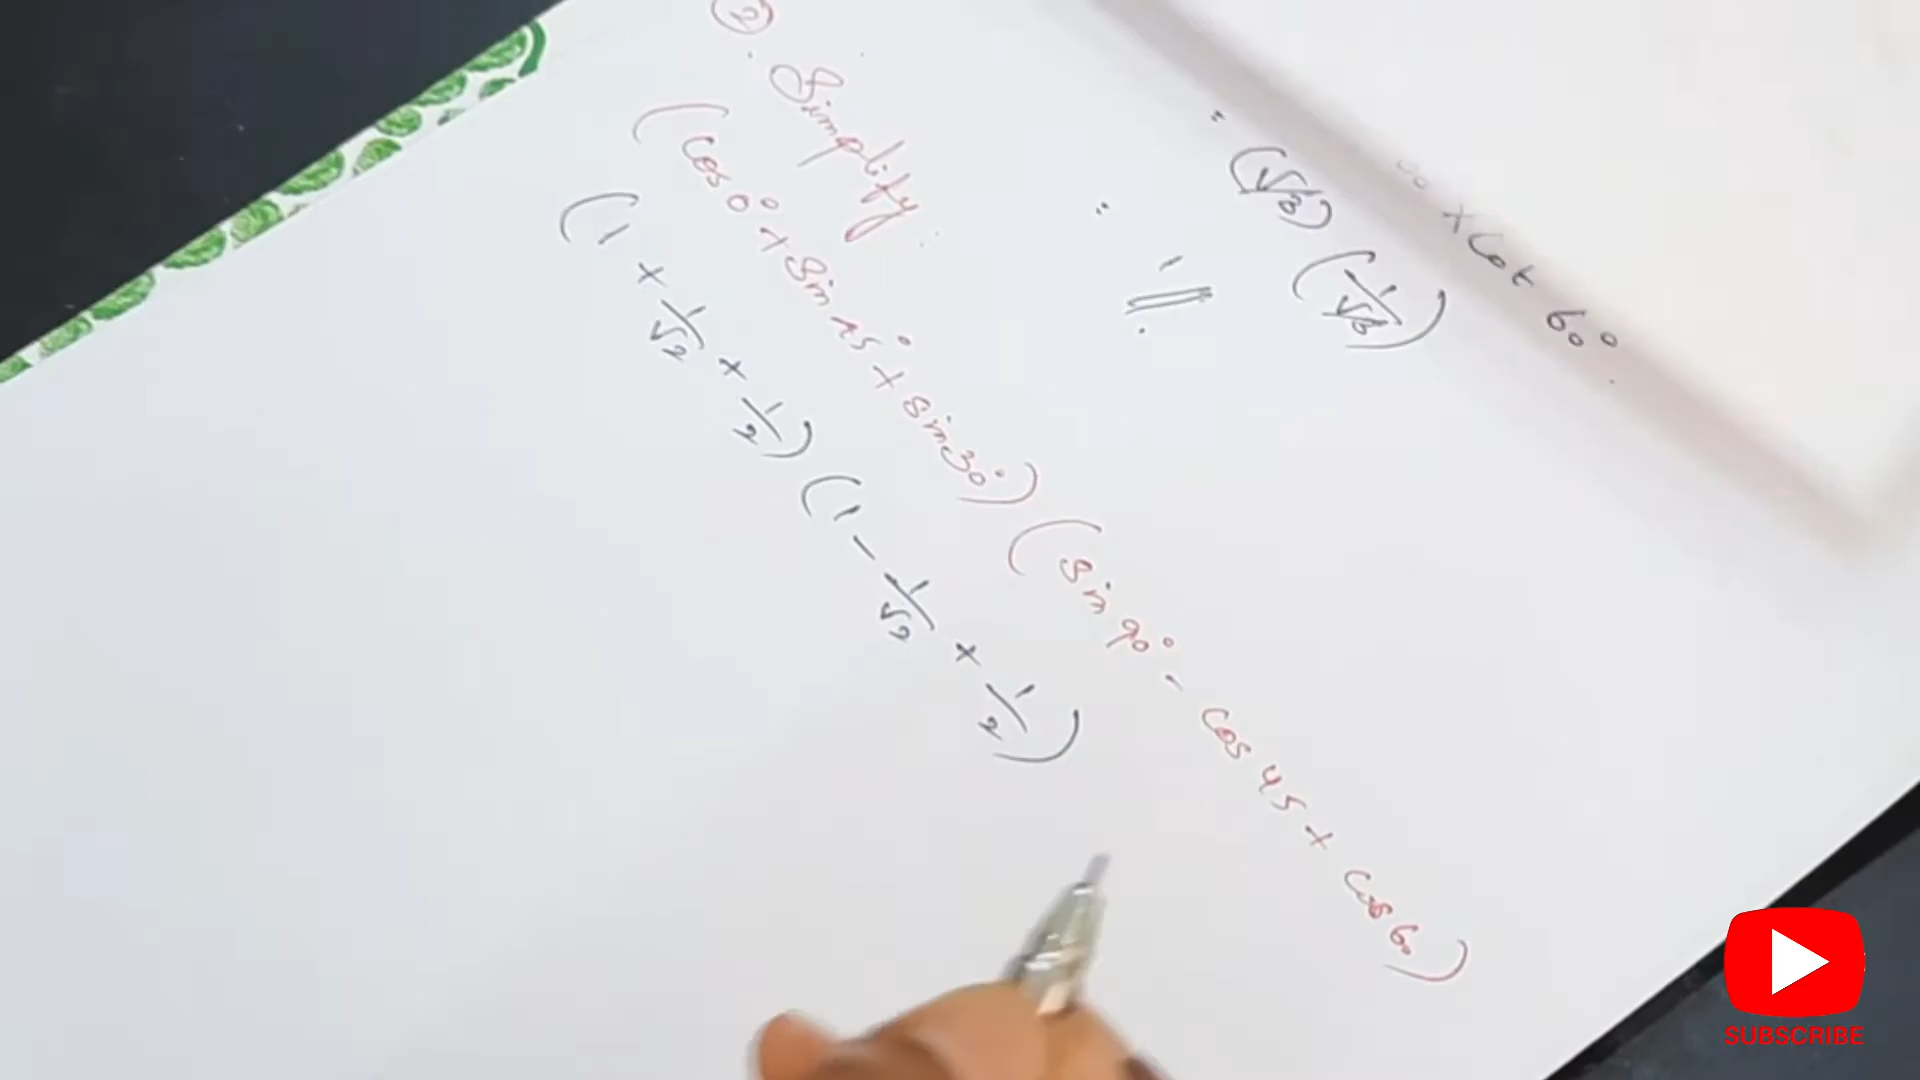 × Cot 60°
= (√3) (1/√3)
= 1 //.
②. Simplify:
(cos 0° + Sin 45° + sin 30°) (Sin 90° - cos 45 + cos 60)
(1 + 1/√2 + 1/2) (1 - 1/√2 + 1/2)
SUBSCRIBE